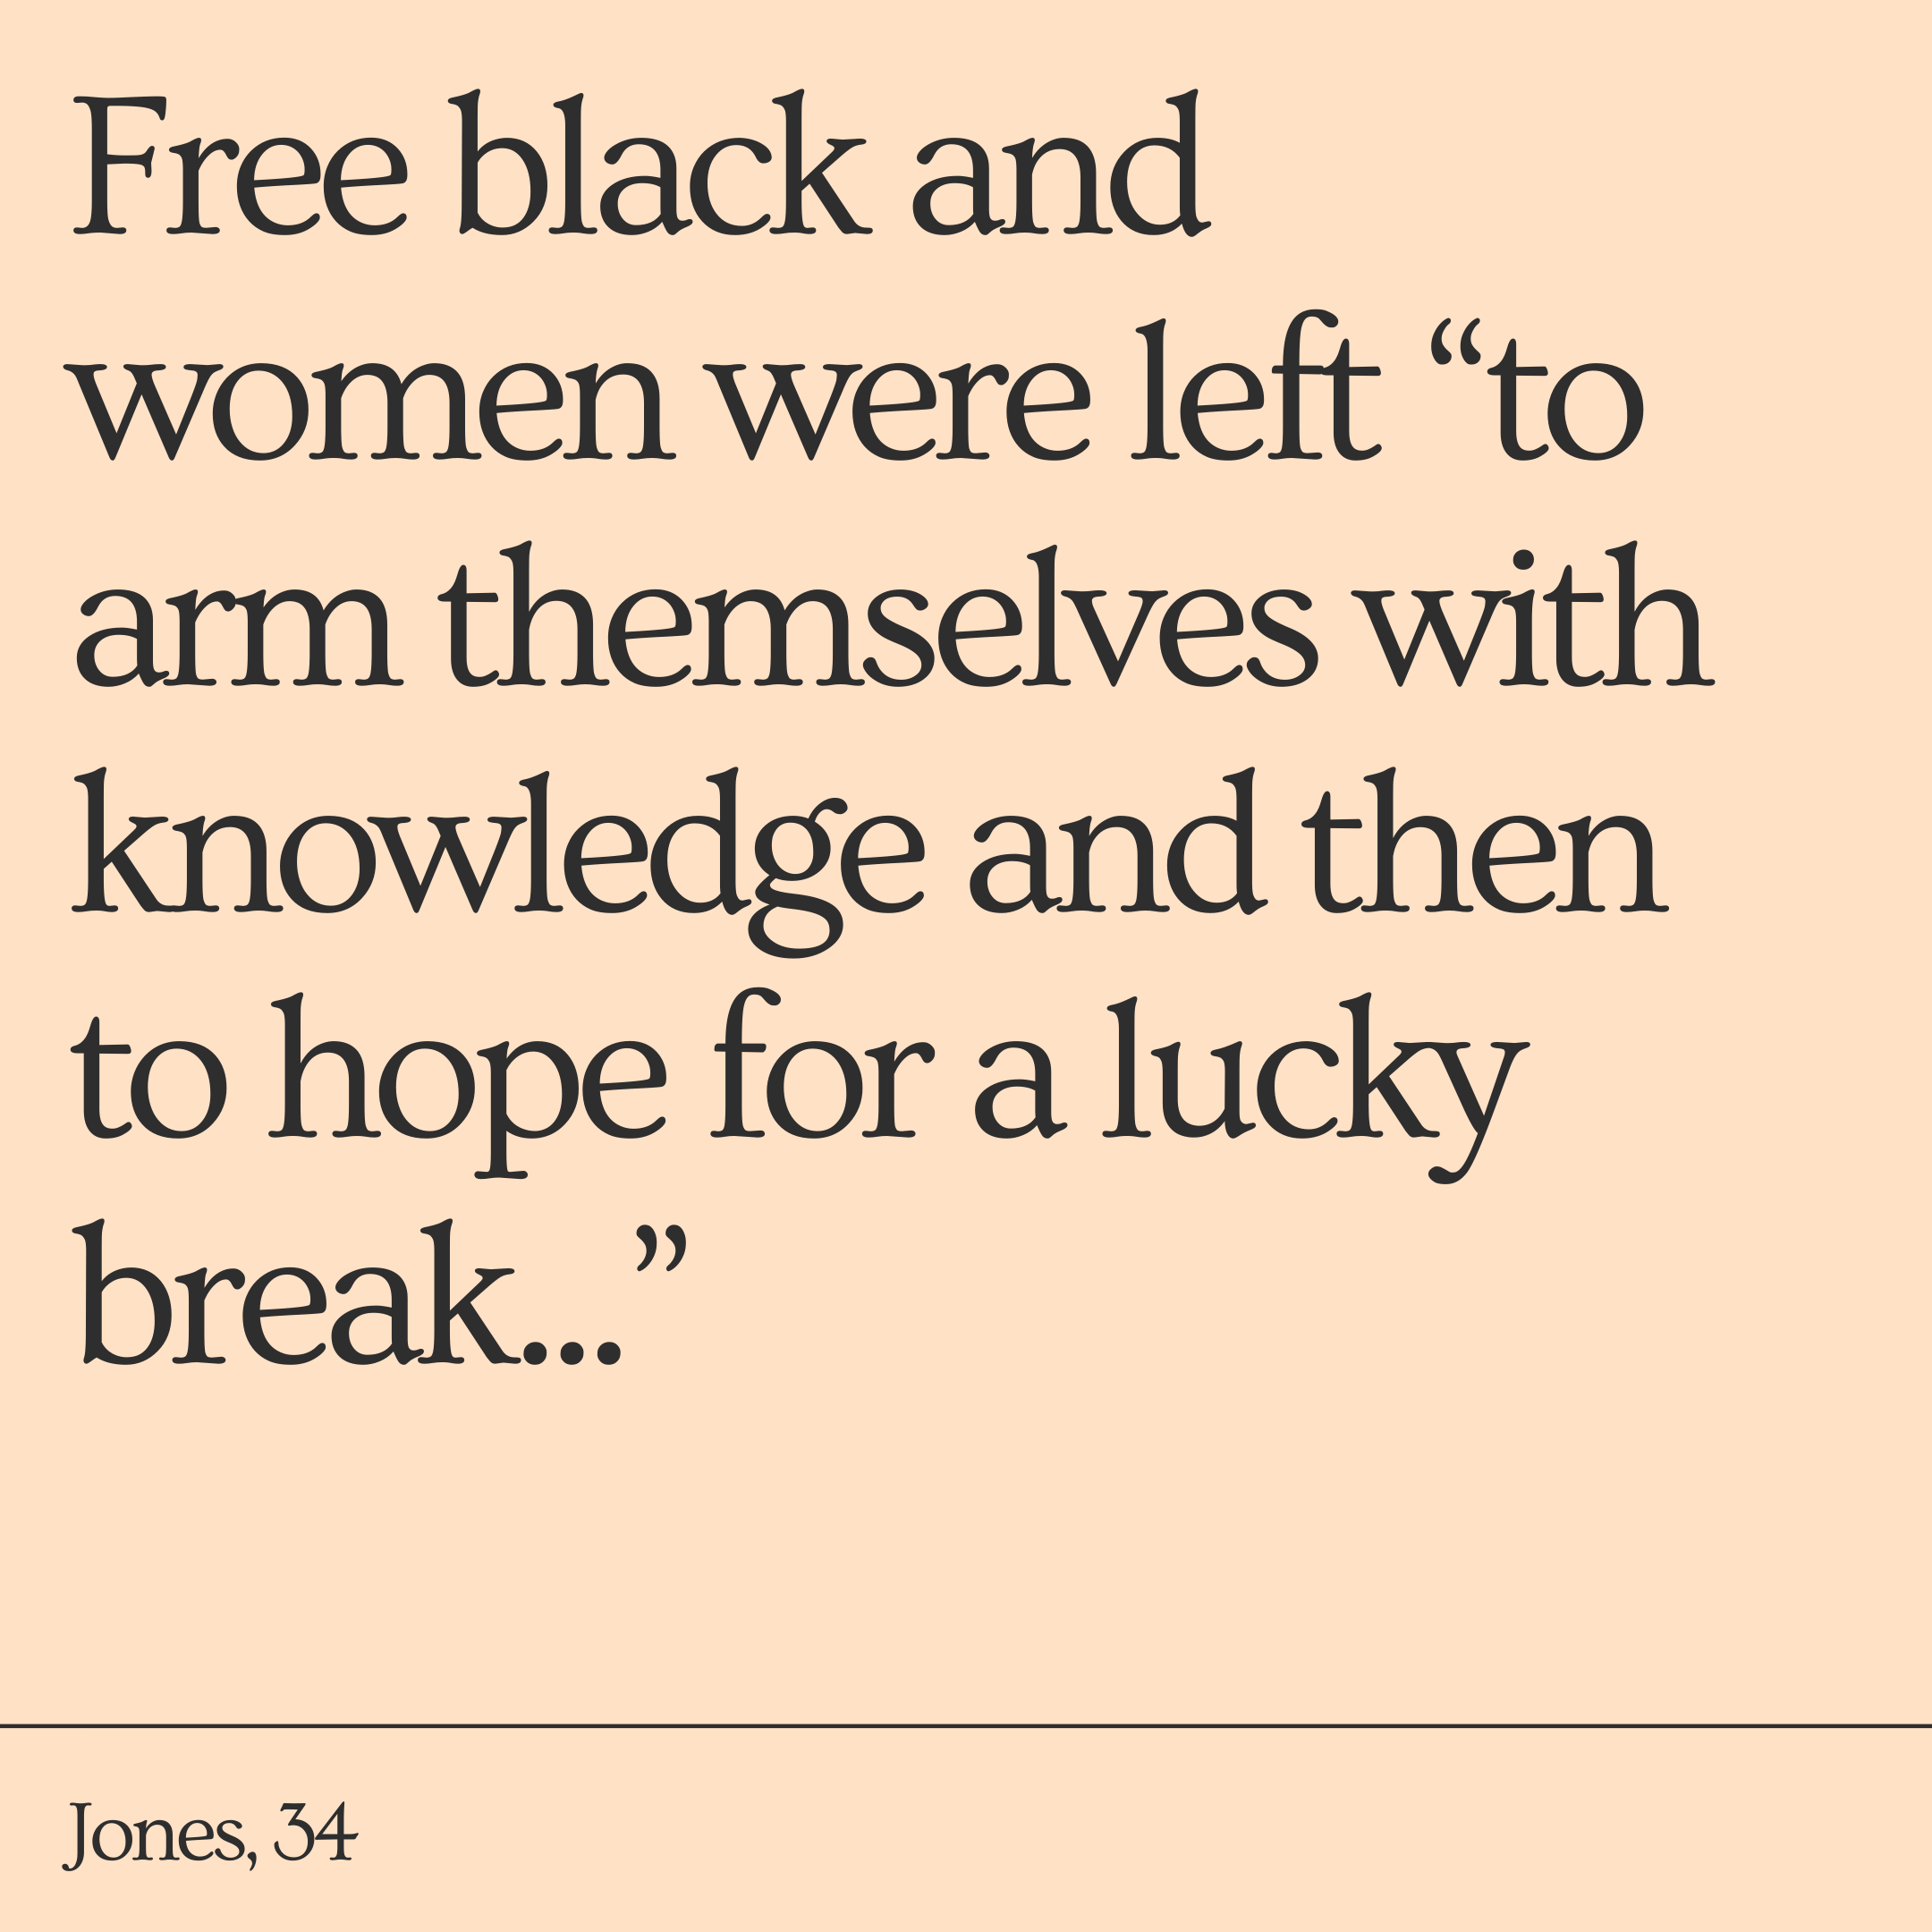 Free black and
women were left “to
arm themselves with
knowledge and then
to hope for a lucky
break...”
Jones, 34